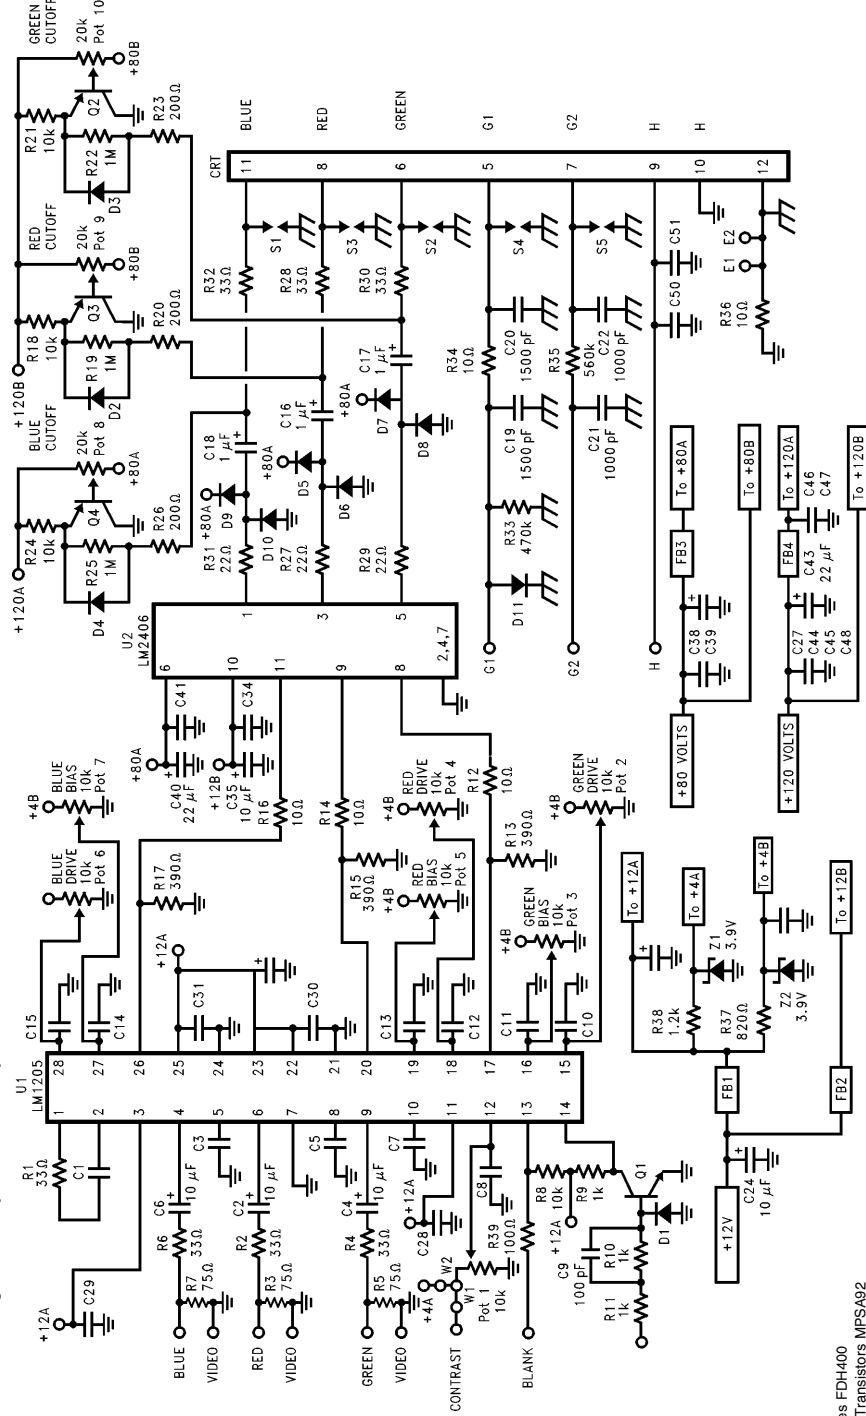 GREEN
CUTOFF
20k
Pot 10
+80B
R21
10k
Q2
R22
1M
D3
R23
200Ω
RED
CUTOFF
20k
Pot 9
+80B
R18
10k
Q3
R19
1M
D2
R20
200Ω
+120B
BLUE
CUTOFF
20k
Pot 8
+80A
R24
10k
Q4
R25
1M
D4
R26
200Ω
+120A
CRT
BLUE
RED
GREEN
G1
G2
H
H
11
8
6
5
7
9
10
12
S1
S3
S2
S4
S5
C51
C50
E2
E1
R36
10Ω
R32
33Ω
R28
33Ω
R30
33Ω
R34
10Ω
C20
1500 pF
R35
560k
C22
1000 pF
C19
1500 pF
C21
1000 pF
R33
470k
D11
G1
G2
H
C18
1 μF
C16
1 μF
C17
1 μF
+80A
D7
D8
+80A
D5
D6
+80A
D9
D10
R31
22Ω
R27
22Ω
R29
22Ω
U2
LM2406
1
3
5
6
10
11
9
8
2,4,7
+80A
C41
C40
22 μF
+12B
C34
C35
10 μF
R16
10Ω
R14
10Ω
R12
10Ω
R17
390Ω
R15
390Ω
R13
390Ω
+4B
BLUE
BIAS
10k
Pot 7
BLUE
DRIVE
10k
Pot 6
+4B
RED
DRIVE
10k
Pot 4
+4B
RED
BIAS
10k
Pot 5
+4B
GREEN
DRIVE
10k
Pot 2
+4B
GREEN
BIAS
10k
Pot 3
+12A
C15
C14
C31
C30
C13
C12
C11
C10
U1
LM1205
28
27
26
25
24
23
22
21
20
19
18
17
16
15
1
2
3
4
5
6
7
8
9
10
11
12
13
14
R1
33Ω
C1
+12A
C29
C6
10 μF
R6
33Ω
R7
75Ω
BLUE
VIDEO
C3
C2
10 μF
R2
33Ω
R3
75Ω
RED
VIDEO
C5
C4
10 μF
R4
33Ω
R5
75Ω
GREEN
VIDEO
C7
+12A
C28
C8
+4A
W2
W1
Pot 1
10k
CONTRAST
R39
100Ω
BLANK
R8
10k
R9
1k
+12A
Q1
D1
C9
100 pF
R10
1k
R11
1k
+80 VOLTS
C38
C39
FB3
To +80A
To +80B
+120 VOLTS
C27
C44
C45
C48
C43
22 μF
FB4
C46
C47
To +120A
To +120B
To +12A
To +4A
To +4B
To +12B
Z1
3.9V
R38
1.2k
R37
820Ω
Z2
3.9V
FB1
FB2
+12V
C24
10 μF
es FDH400
Transistors MPSA92